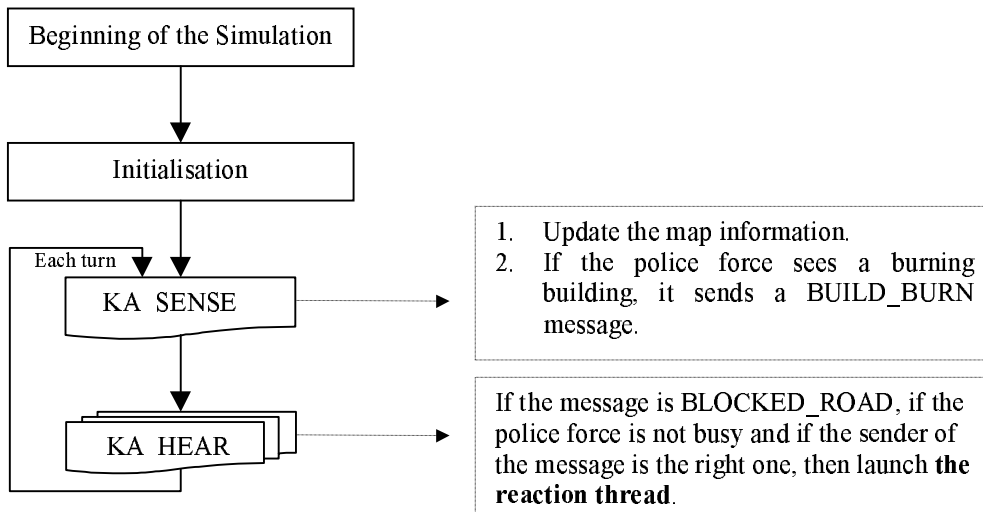 Beginning of the Simulation
Initialisation
Each turn
KA SENSE
1. Update the map information.
2. If the police force sees a burning
building, it sends a BUILD_BURN
message.
KA HEAR
If the message is BLOCKED_ROAD, if the
police force is not busy and if the sender of
the message is the right one, then launch the
reaction thread.